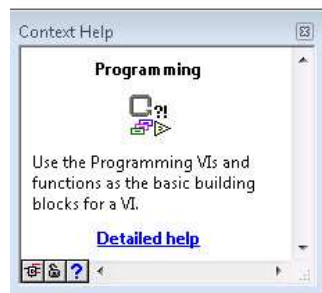 Context Help
Programming
?!
Use the Programming VIs and
functions as the basic building
blocks for a VI.
Detailed help
?